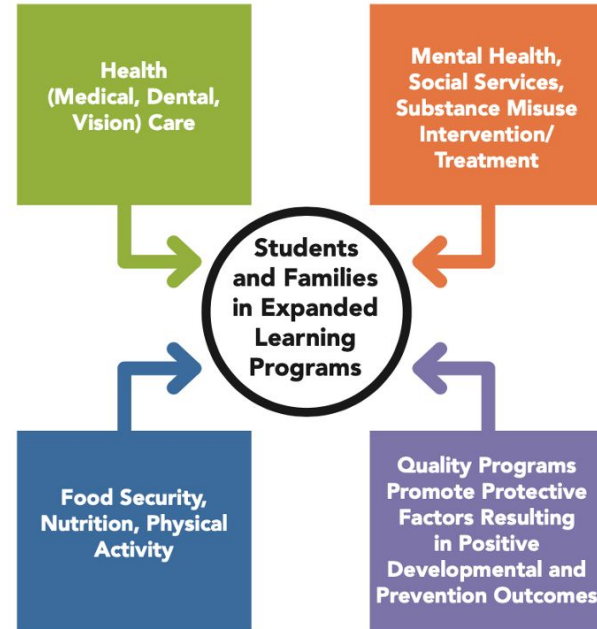 Health
(Medical, Dental,
Vision) Care
Mental Health,
Social Services,
Substance Misuse
Intervention/
Treatment
Students
and Families
in Expanded
Learning
Programs
Food Security,
Nutrition, Physical
Activity
Quality Programs
Promote Protective
Factors Resulting
in Positive
Developmental and
Prevention Outcomes